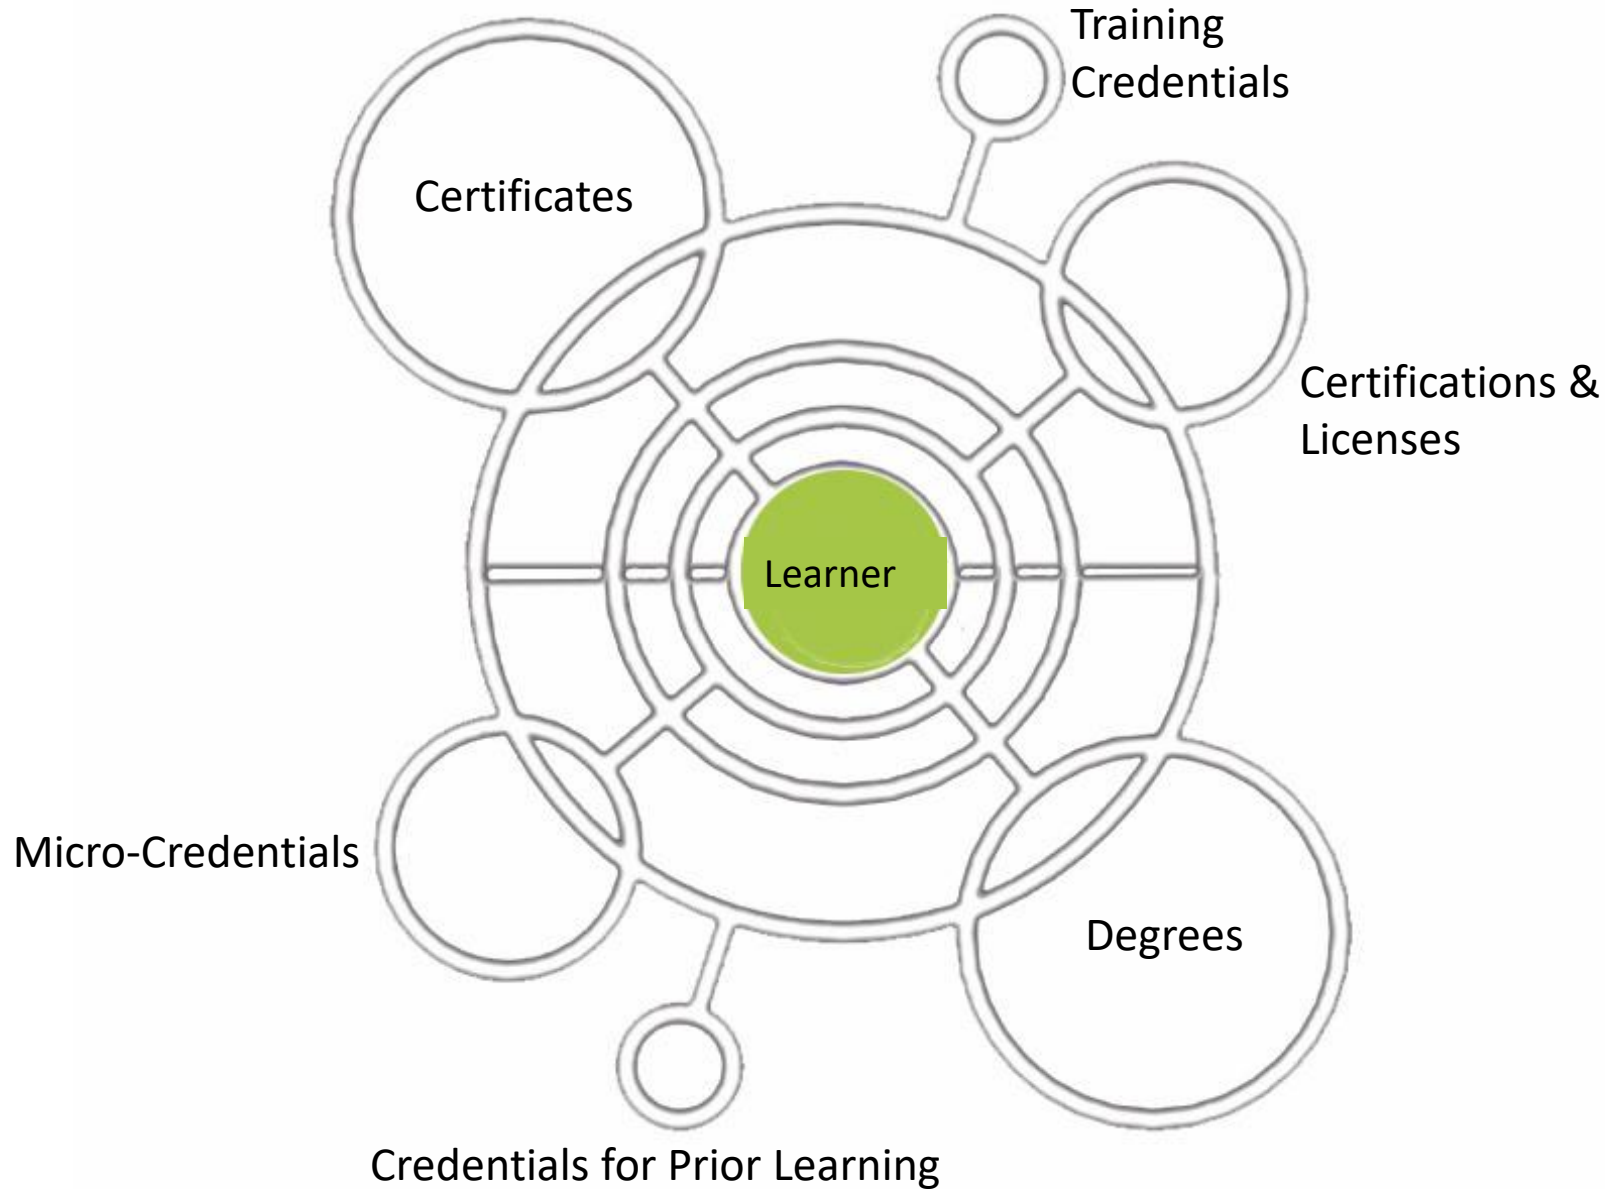 Training
Credentials
Certificates
Certifications &
Licenses
Learner
Micro-Credentials
Degrees
Credentials for Prior Learning